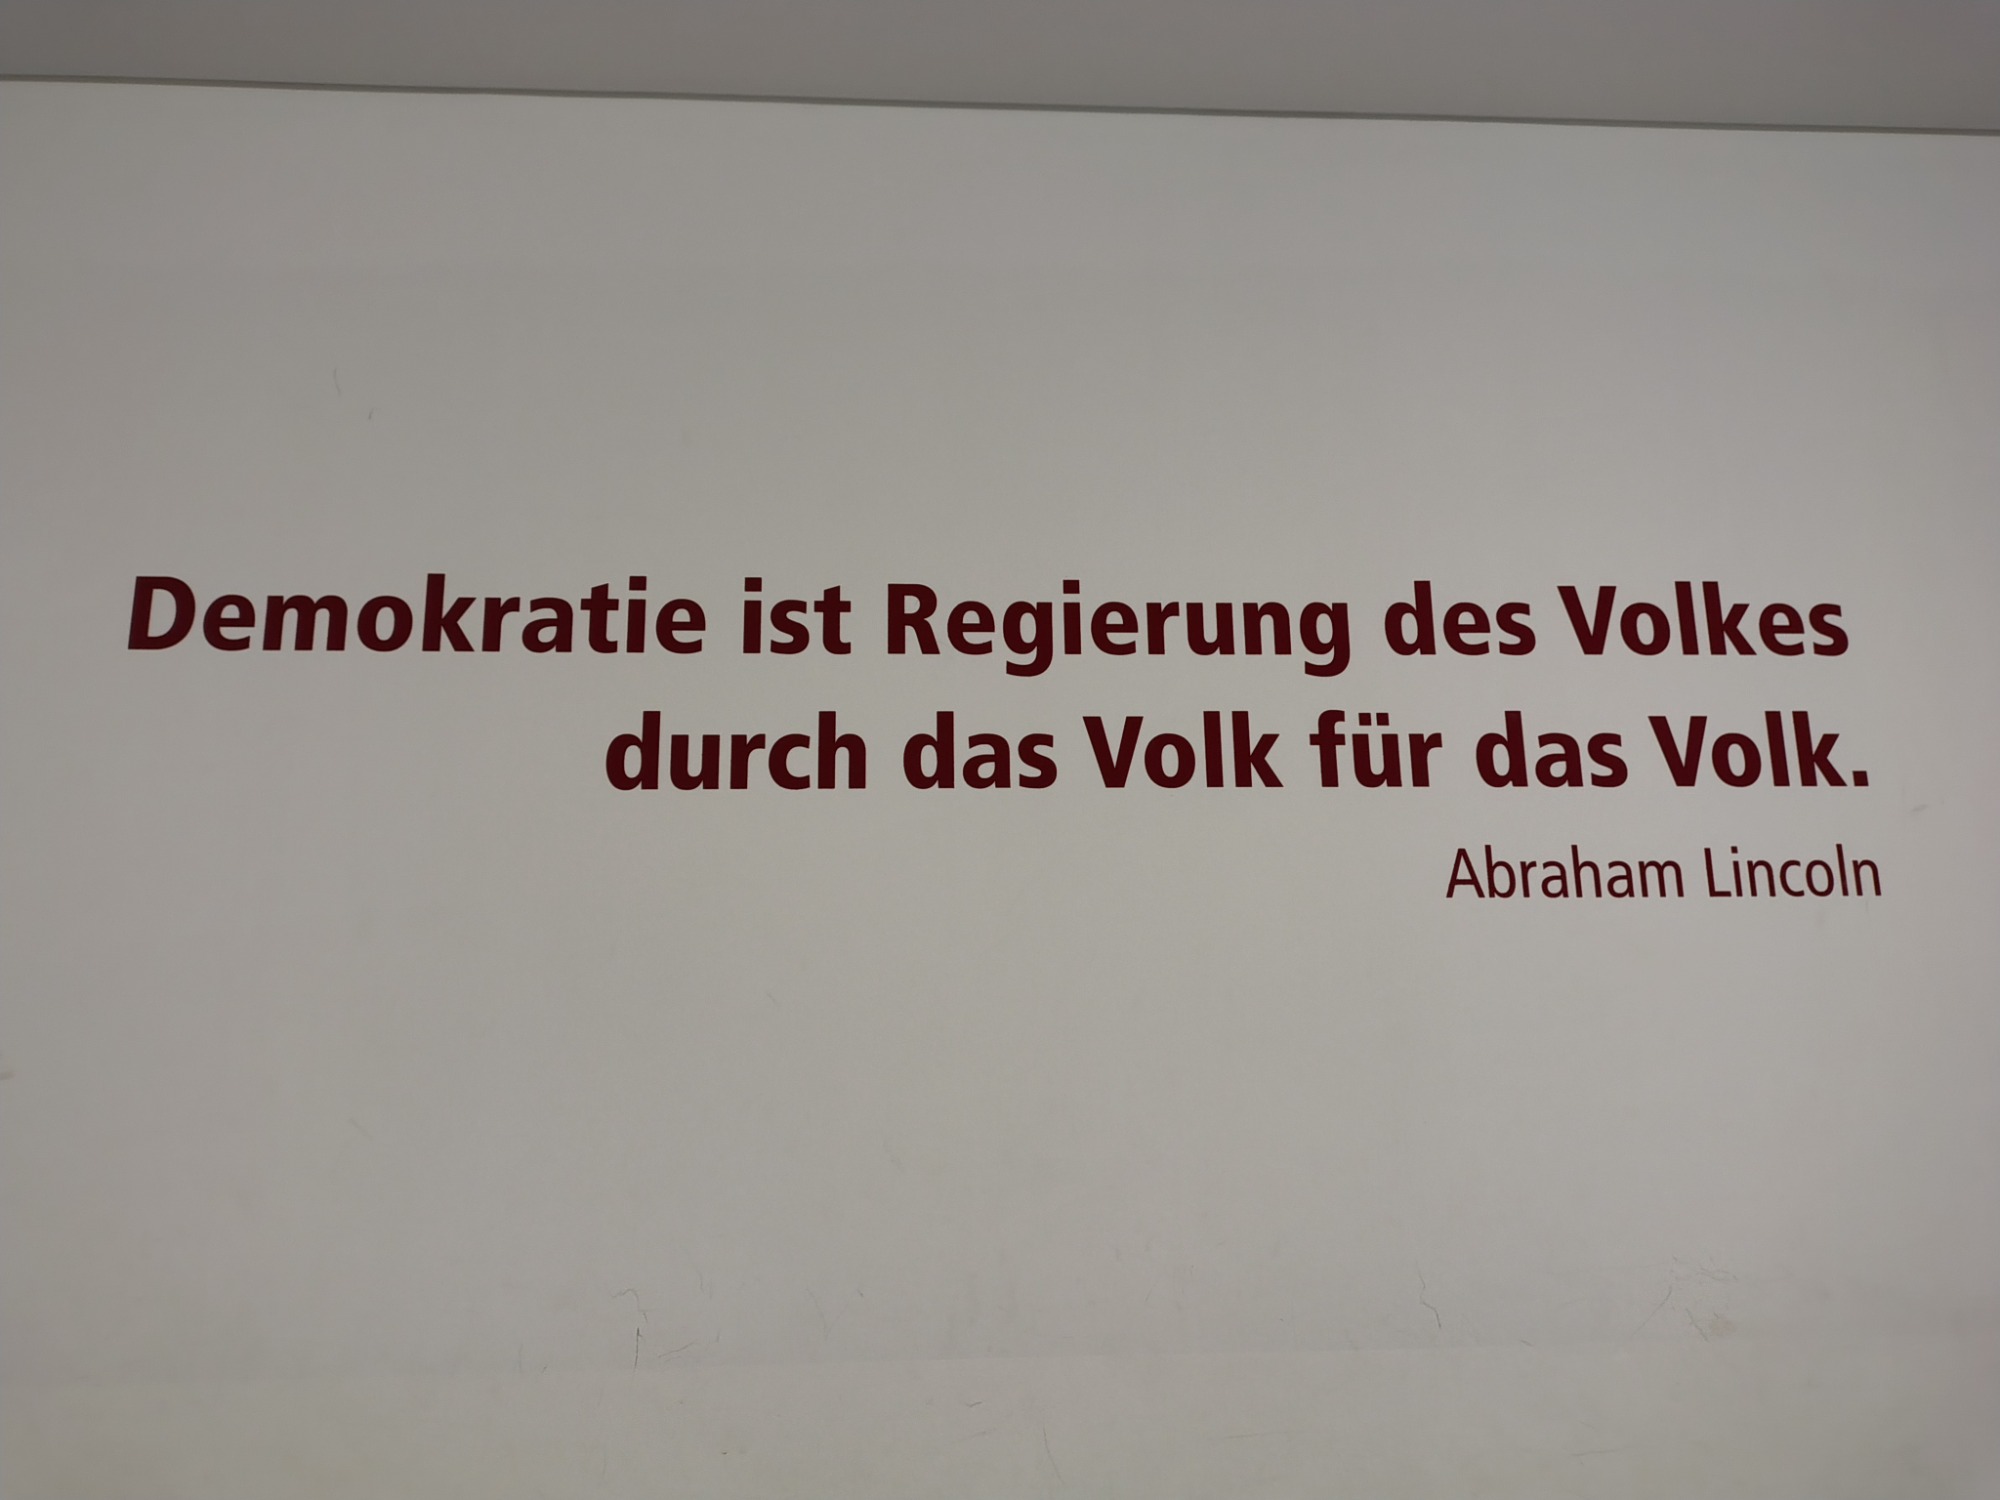 Demokratie ist Regierung des Volkes
durch das Volk für das Volk.
Abraham Lincoln